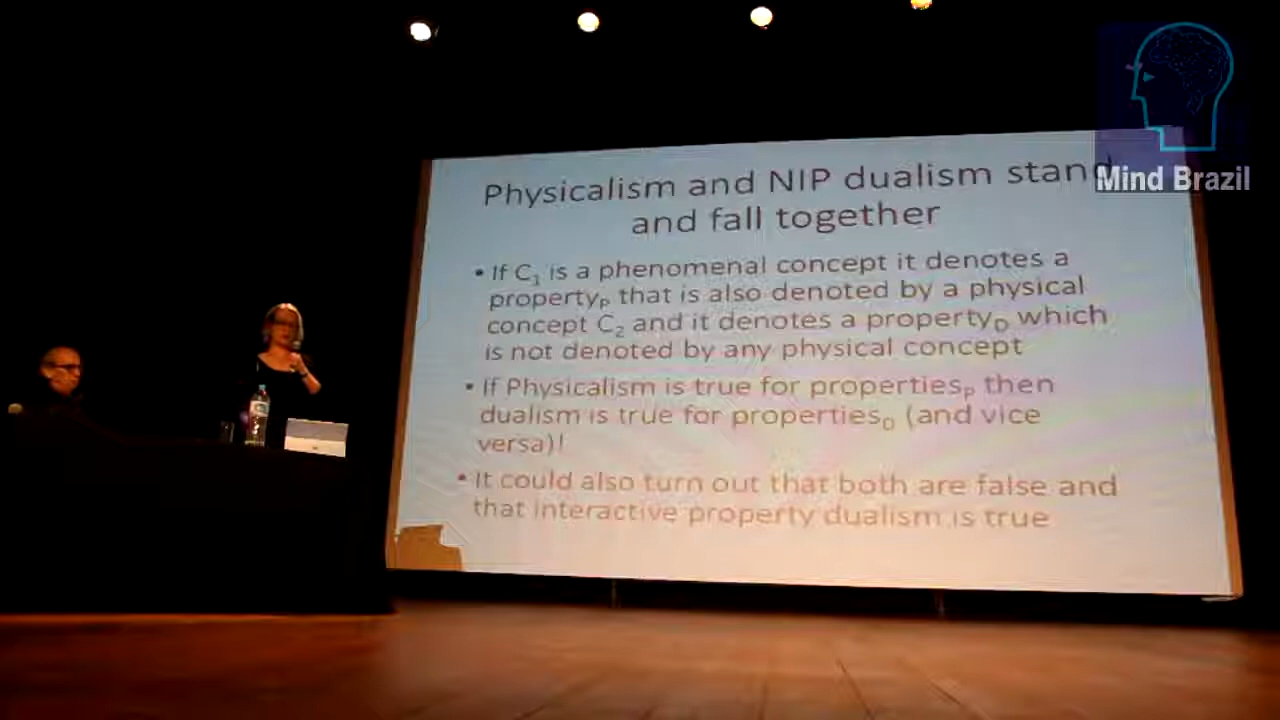 Mind Brazil
Physicalism and NIP dualism stand
and fall together
• If C₁ is a phenomenal concept it denotes a
propertyₚ that is also denoted by a physical
concept C₂ and it denotes a property_D which
is not denoted by any physical concept
• If Physicalism is true for propertiesₚ then
dualism is true for properties_D (and vice
versa)!
• It could also turn out that both are false and
that interactive property dualism is true